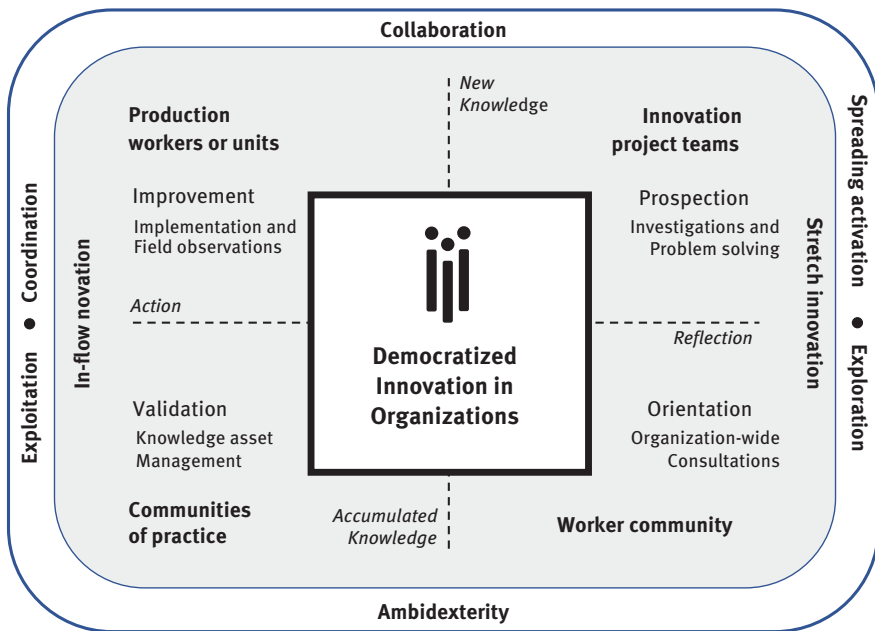 Collaboration
New
Knowledge
Production
workers or units
Innovation
project teams
Improvement
Implementation and
Field observations
Prospection
Investigations and
Problem solving
Exploitation • Coordination
In-flow novation
Stretch innovation
Spreading activation • Exploration
Action
Reflection
Democratized
Innovation in
Organizations
Validation
Knowledge asset
Management
Orientation
Organization-wide
Consultations
Communities
of practice
Accumulated
Knowledge
Worker community
Ambidexterity